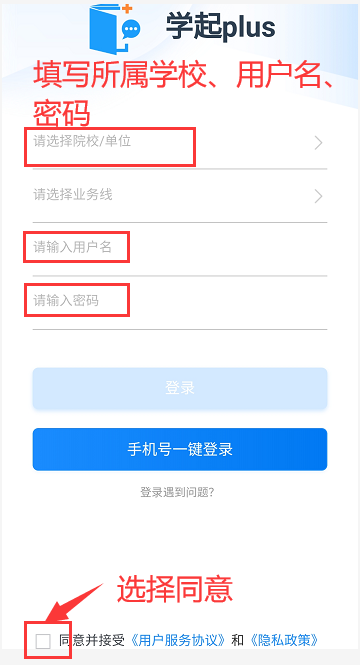 学起plus
填写所属学校、用户名、
密码
请选择院校/单位
请选择业务线
请输入用户名
请输入密码
登录
手机号一键登录
登录遇到问题?
选择同意
同意并接受《用户服务协议》和《隐私政策》